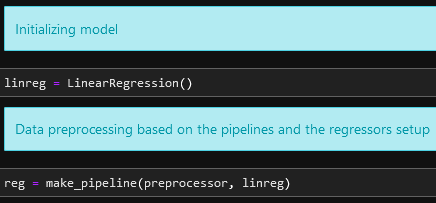 Initializing model
linreg = LinearRegression()
Data preprocessing based on the pipelines and the regressors setup
reg = make_pipeline(preprocessor, linreg)